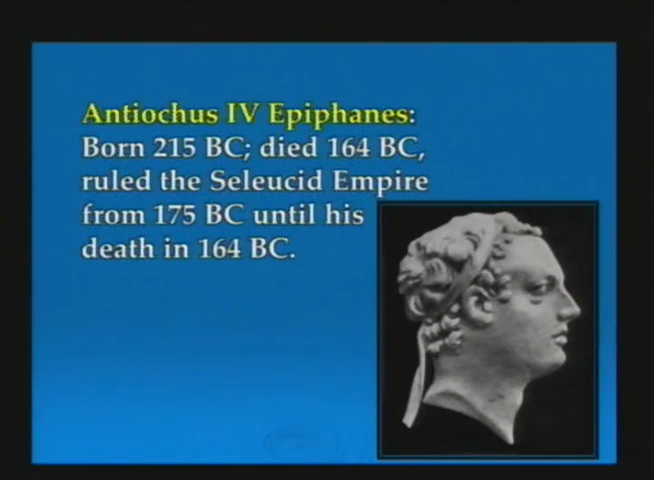 Antiochus IV Epiphanes:
Born 215 BC; died 164 BC,
ruled the Seleucid Empire
from 175 BC until his
death in 164 BC.